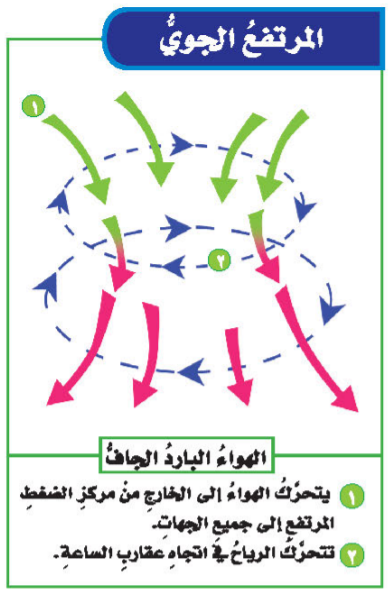 المرتفعُ الجويُّ
١
٢
الهواءُ الباردُ الجافُّ
١ يتحرَّكُ الهواءُ إلى الخارجِ منْ مركزِ الضغطِ
المرتفعِ إلى جميعِ الجهاتِ.
٢ تتحرَّكُ الرياحُ في اتجاهِ عقاربِ الساعةِ.